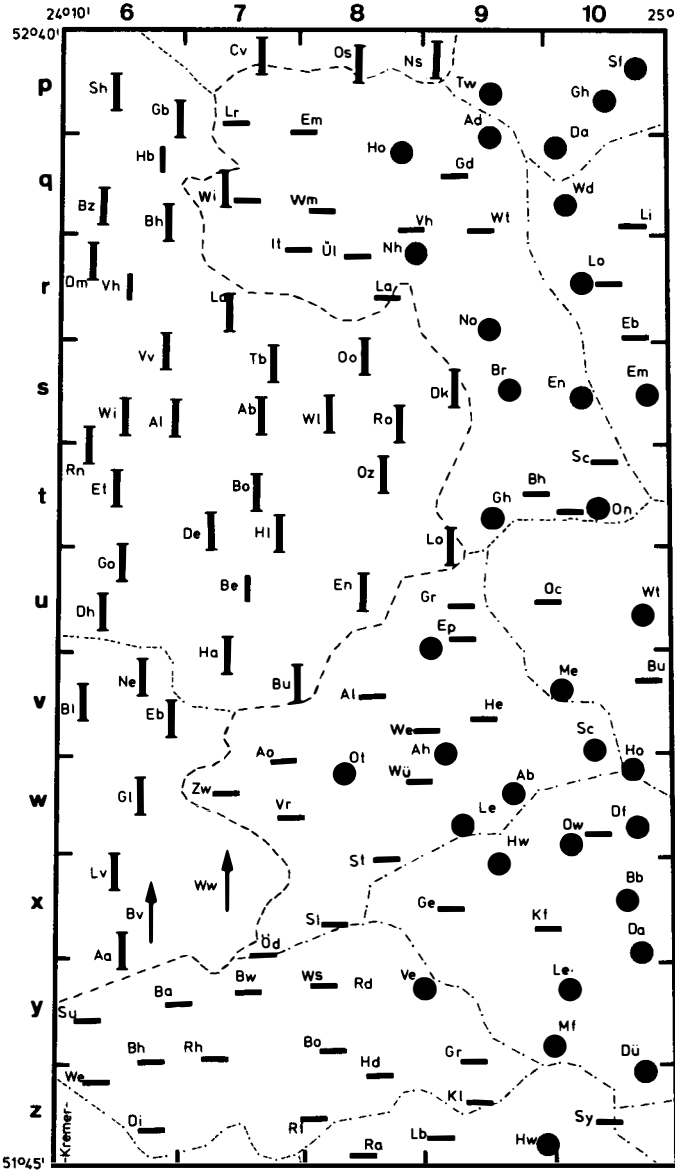 24°10' 6 7 8 9 10 25°
52°40'
Cv Os Ns Sf
p Sh Tw Gh
Gb Lr Em Ad Da
Hb Ho Gd
q Wi Wm Wd
Bz Bh Vh Wt Li
It Ül Nh
r Om Vh La Lo
La No Eb
Vv Tb Oo
s Dk Br En Em
Wi Al Ab Wl Ro
Rn Oz Sc
t Et Bo Bh
De Hl Gh On
Go Lo
u Be En Gr Oc Wt
Dh Ep
Ha Me Bu
Ne Bu Al
v Bl Eb We He Sc
Ao Ot Ah Ho
w Gl Zw Wü Ab
Vr Le Df
St Hw Ow
Lv Ww Bb
x Bv Sl Ge Kf
Aa Öd Da
Bw Ws Rd Ve Le
y Ba
Su Mf
Bh Rh Bo Gr Dü
We Hd
z Kl
Di Rf Sy
Ra Lb Hw
51°45'
-Kremer-